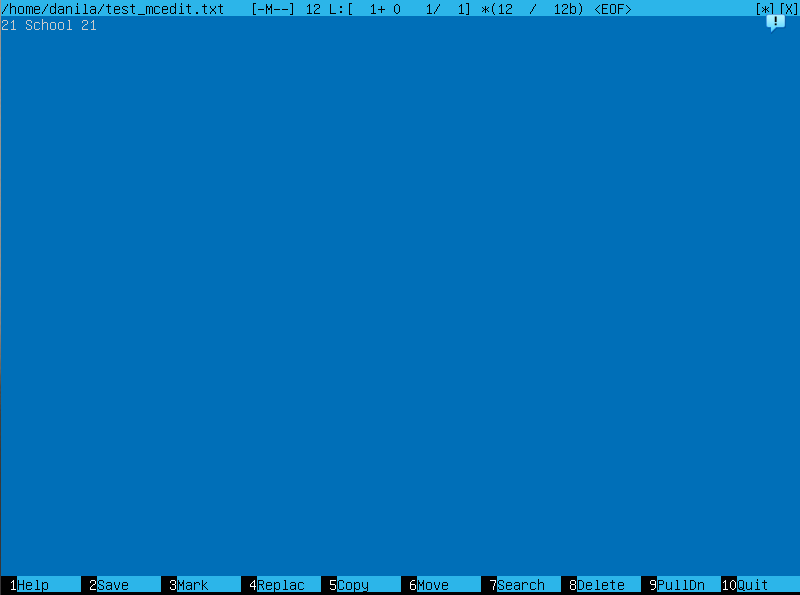 /home/danila/test_mcedit.txt   [-M--] 12 L:[  1+ 0   1/  1] *(12  /  12b) <EOF>   [*][X]
21 School 21
1Help 2Save 3Mark 4Replac 5Copy 6Move 7Search 8Delete 9PullDn 10Quit